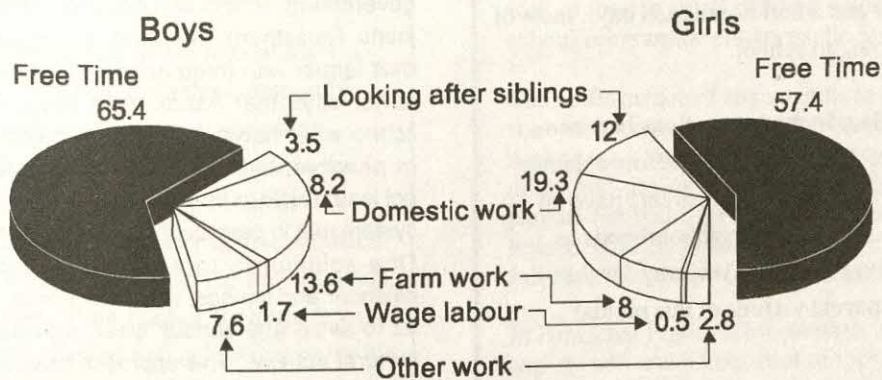 Boys
Girls
Free Time
65.4
Free Time
57.4
Looking after siblings
3.5
12
8.2
19.3
Domestic work
13.6
Farm work
8
1.7
Wage labour
0.5
2.8
7.6
Other work